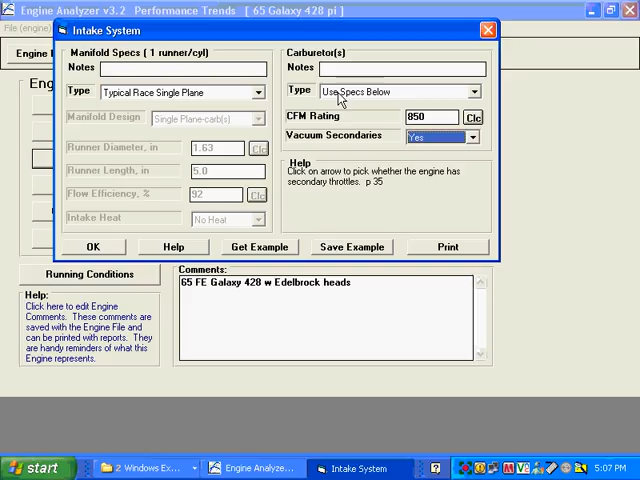 Engine Analyzer v3.2    Performance Trends    [ 65 Galaxy 428 pi ]
File (engine)
Engine
Eng
Intake System
Manifold Specs ( 1 runner/cyl)
Notes
Type    Typical Race Single Plane
Manifold Design    Single Plane-carb(s)
Runner Diameter, in    1.63    Clc
Runner Length, in    5.0
Flow Efficiency, %    92    Clc
Intake Heat    No Heat
Carburetor(s)
Notes
Type    Use Specs Below
CFM Rating    850    Clc
Vacuum Secondaries    Yes
Help
Click on arrow to pick whether the engine has
secondary throttles.  p 35
OK    Help    Get Example    Save Example    Print
Running Conditions
Help:
Click here to edit Engine
Comments.  These comments are
saved with the Engine File and
can be printed with reports.  They
are handy reminders of what this
Engine represents.
Comments:
65 FE Galaxy 428 w Edelbrock heads
start    2 Windows Ex...    Engine Analyze...    Intake System    ?    5:07 PM